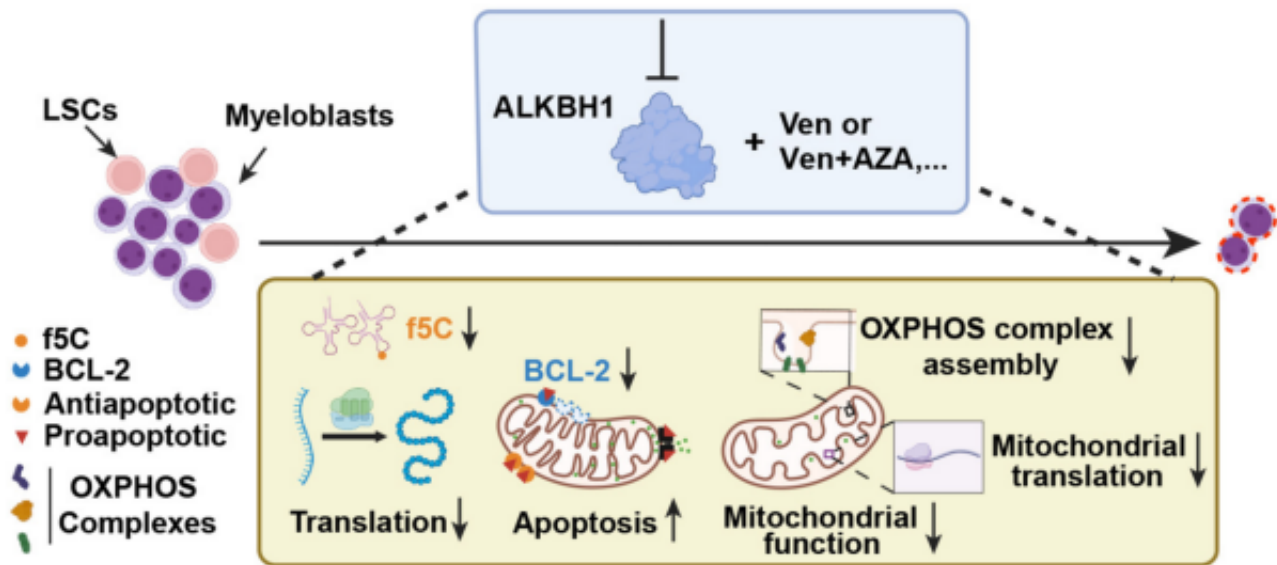 LSCs
Myeloblasts
ALKBH1
+
Ven or
Ven+AZA,...
f5C
BCL-2
Antiapoptotic
Proapoptotic
OXPHOS
Complexes
f5C
Translation
BCL-2
Apoptosis
OXPHOS complex
assembly
Mitochondrial
translation
Mitochondrial
function